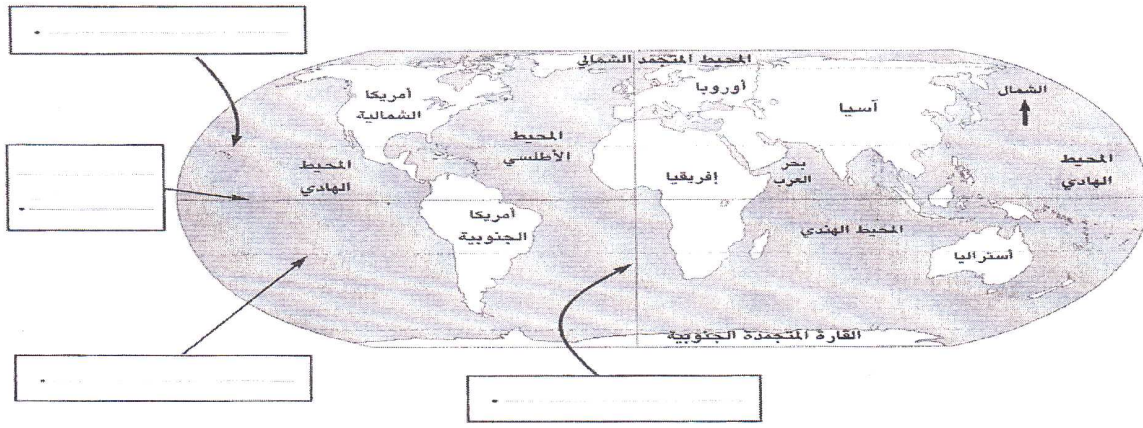 المحيط المتجمد الشمالي
أوروبا
آسيا
الشمال
أمريكا
الشمالية
المحيط
الأطلسي
المحيط
الهادي
إفريقيا
بحر
العرب
المحيط
الهادي
أمريكا
الجنوبية
المحيط الهندي
أستراليا
القارة المتجمدة الجنوبية